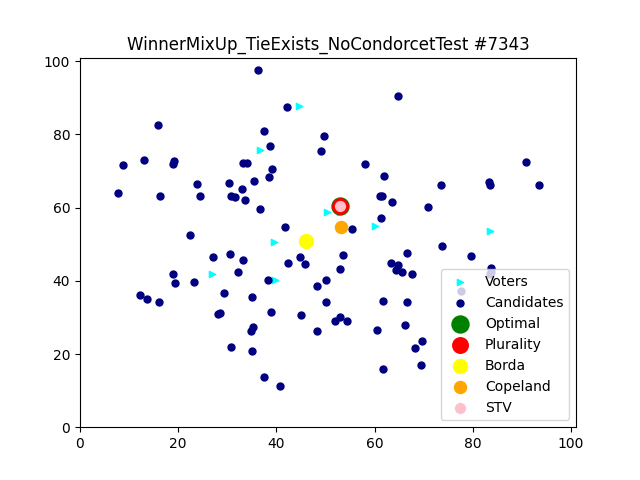 WinnerMixUp_TieExists_NoCondorcetTest #7343
100
80
60
40
20
0
0 20 40 60 80 100
Voters
Candidates
Optimal
Plurality
Borda
Copeland
STV